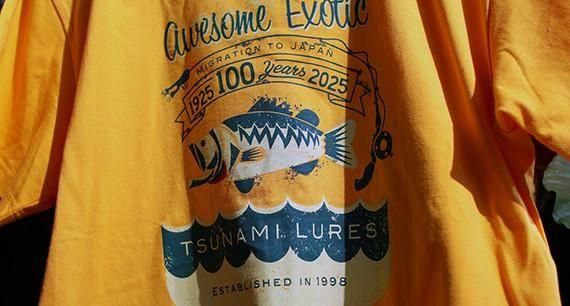 Awesome Exotic
MIGRATION TO JAPAN
1925 100 Years 2025
TSUNAMI LURES
ESTABLISHED IN 1998